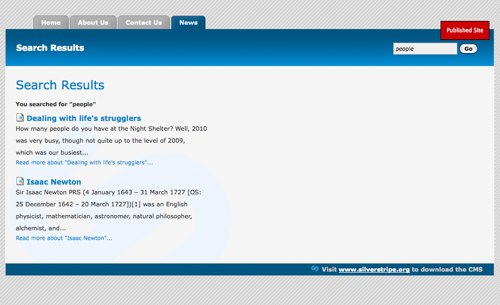 Home
About Us
Contact Us
News
Published Site
Search Results
people
Go
Search Results
You searched for "people"
Dealing with life's strugglers
How many people do you have at the Night Shelter? Well, 2010
was very busy, though not quite up to the level of 2009,
which was our busiest...
Read more about "Dealing with life's strugglers"...
Isaac Newton
Sir Isaac Newton PRS (4 January 1643 – 31 March 1727 [OS:
25 December 1642 – 20 March 1727])[1] was an English
physicist, mathematician, astronomer, natural philosopher,
alchemist, and...
Read more about "Isaac Newton"...
Visit www.silverstripe.org to download the CMS